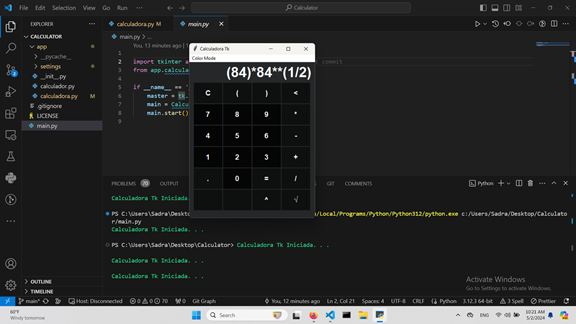 File Edit Selection View Go Run ···
Calculator
EXPLORER
CALCULATOR
app
__pycache__
settings
__init__.py
calculador.py
calculadora.py M
.gitignore
LICENSE
main.py
OUTLINE
TIMELINE
calculadora.py M
main.py
main.py > ...
You, 13 minutes ag
1
2 import tkinter a
commit
3 from app.calcula
4
5 if __name__ == '
6 master = tk.
7 main = Calcu
8 main.start()
9
Calculadora Tk
Color Mode
(84)*84**(1/2)
C ( ) <
7 8 9 *
4 5 6 -
1 2 3 +
. 0 = /
^ √
PROBLEMS 70 OUTPUT
RTS GIT COMMENTS
Python
Calculadora Tk Iniciada. . .
PS C:\Users\Sadra\Desktop\
/Local/Programs/Python/Python312/python.exe c:/Users/Sadra/Desktop/Calculato
r/main.py
Calculadora Tk Iniciada. . .
PS C:\Users\Sadra\Desktop\Calculator> Calculadora Tk Iniciada. . .
Calculadora Tk Iniciada. . .
Calculadora Tk Iniciada. . .
Activate Windows
Go to Settings to activate Windows.
main* Host: Disconnected 0 0 70 0 Git Graph
You, 12 minutes ago Ln 2, Col 21 Spaces: 4 UTF-8 CRLF Python 3.12.3 64-bit 3 Spell Prettier
60°F
Windy tomorrow
Search
10:21 AM
5/2/2024